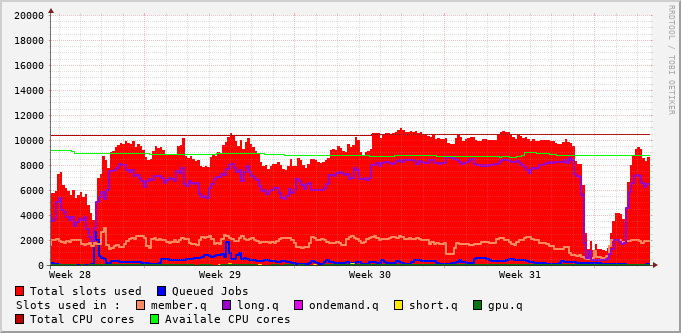 20000
18000
16000
14000
12000
10000
8000
6000
4000
2000
0
Week 28 Week 29 Week 30 Week 31
RRDTOOL / TOBI OETIKER
Total slots used Queued Jobs
Slots used in : member.q long.q ondemand.q short.q gpu.q
Total CPU cores Availale CPU cores